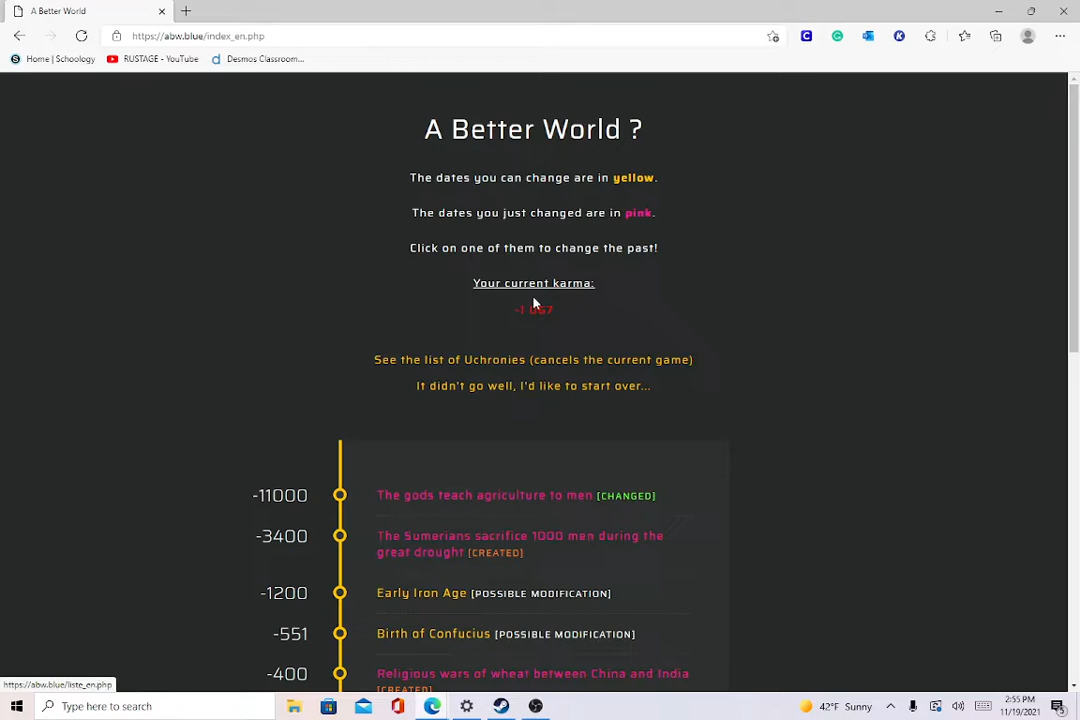 A Better World
https://abw.blue/index_en.php
Home | Schoology
RUSTAGE - YouTube
Desmos Classroom...
A Better World ?
The dates you can change are in yellow.
The dates you just changed are in pink.
Click on one of them to change the past!
Your current karma:
See the list of Uchronies (cancels the current game)
It didn't go well, I'd like to start over...
-11000
The gods teach agriculture to men [CHANGED]
-3400
The Sumerians sacrifice 1000 men during the
great drought [CREATED]
-1200
Early Iron Age [POSSIBLE MODIFICATION]
-551
Birth of Confucius [POSSIBLE MODIFICATION]
-400
Religious wars of wheat between China and India
[CREATED]
https://abw.blue/liste_en.php
Type here to search
42°F Sunny
2:55 PM
11/19/2021